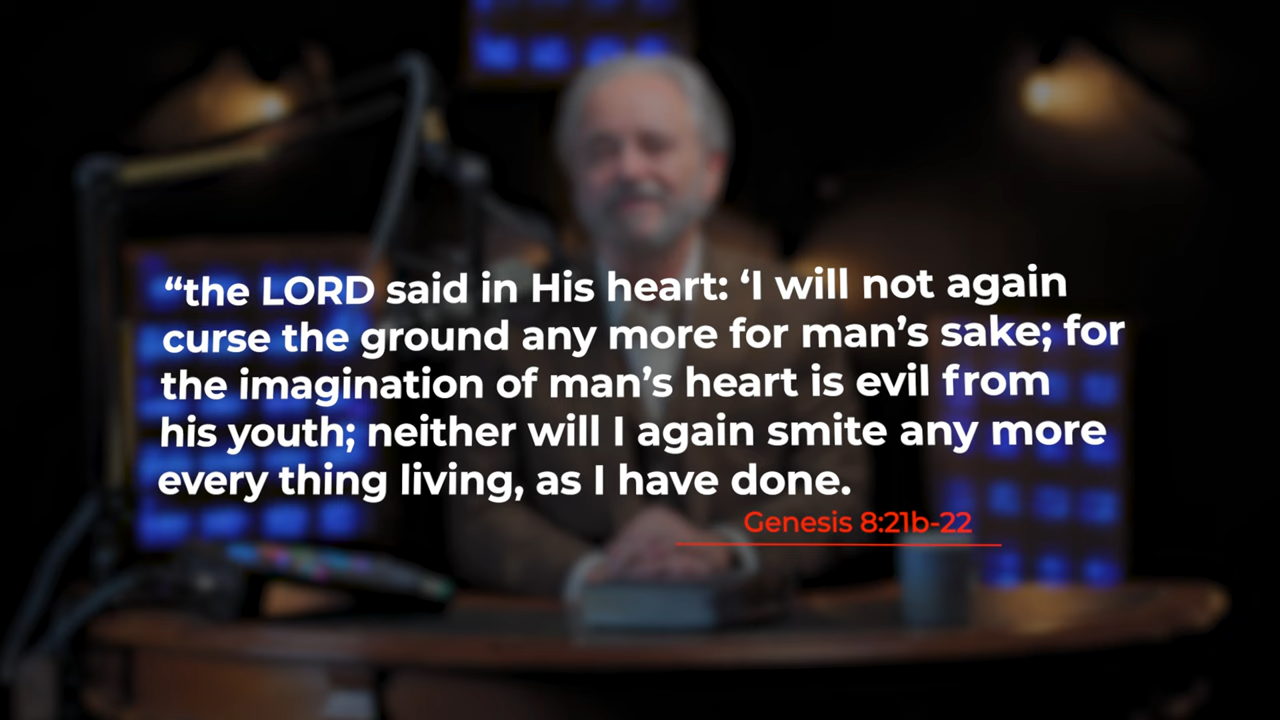 “the LORD said in His heart: ‘I will not again
curse the ground any more for man’s sake; for
the imagination of man’s heart is evil from
his youth; neither will I again smite any more
every thing living, as I have done.
Genesis 8:21b-22